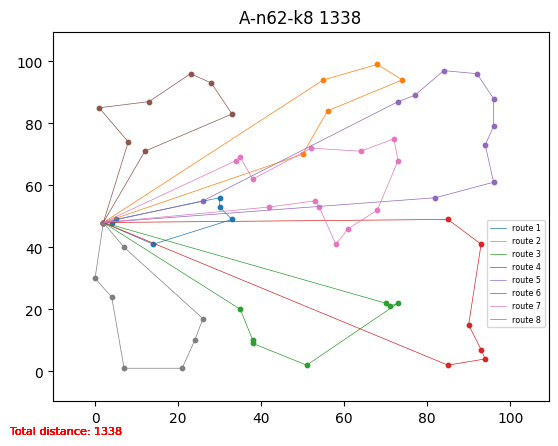 A-n62-k8 1338
100
80
60
40
20
0
route 1
route 2
route 3
route 4
route 5
route 6
route 7
route 8
0 20 40 60 80 100
Total distance: 1338